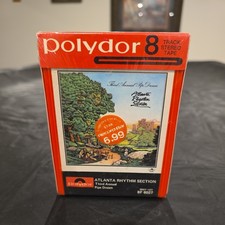 polydor 8
TRACK
STEREO
TAPE
Third Annual Pipe Dream
Atlanta
Rhythm
Section
6.99
ATLANTA RHYTHM SECTION
Third Annual
Pipe Dream